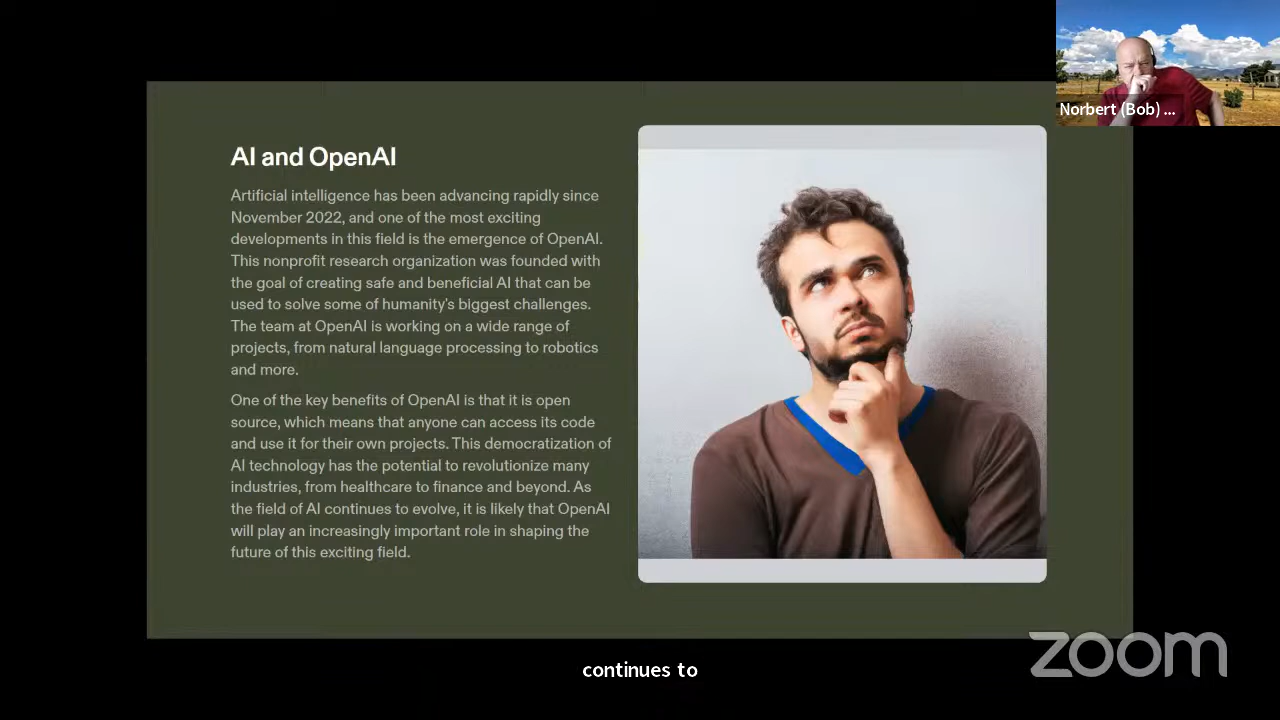 Norbert (Bob) ...
AI and OpenAI
Artificial intelligence has been advancing rapidly since
November 2022, and one of the most exciting
developments in this field is the emergence of OpenAI.
This nonprofit research organization was founded with
the goal of creating safe and beneficial AI that can be
used to solve some of humanity's biggest challenges.
The team at OpenAI is working on a wide range of
projects, from natural language processing to robotics
and more.
One of the key benefits of OpenAI is that it is open
source, which means that anyone can access its code
and use it for their own projects. This democratization of
AI technology has the potential to revolutionize many
industries, from healthcare to finance and beyond. As
the field of AI continues to evolve, it is likely that OpenAI
will play an increasingly important role in shaping the
future of this exciting field.
zoom
continues to